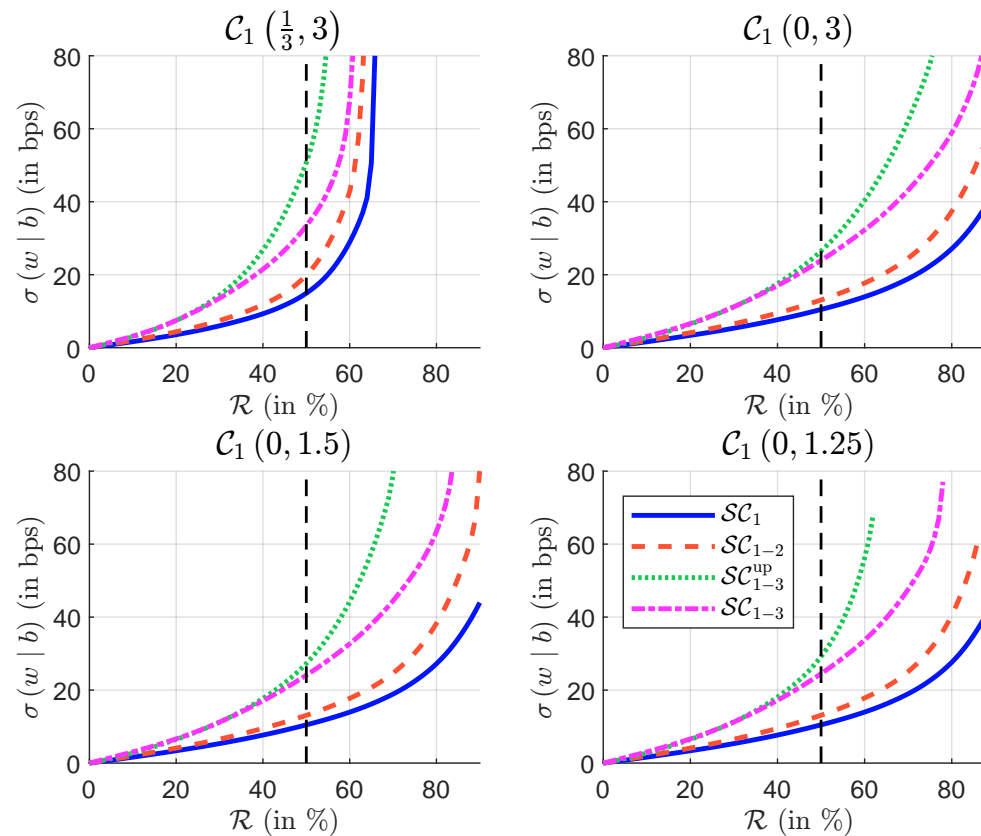 C₁ (1/3, 3)
80
60
40
20
0
σ (w | b) (in bps)
0 20 40 60 80
R (in %)
C₁ (0, 3)
80
60
40
20
0
σ (w | b) (in bps)
0 20 40 60 80
R (in %)
C₁ (0, 1.5)
80
60
40
20
0
σ (w | b) (in bps)
0 20 40 60 80
R (in %)
C₁ (0, 1.25)
80
60
40
20
0
σ (w | b) (in bps)
SC₁
SC₁₋₂
SC₁₋₃ᵘᵖ
SC₁₋₃
0 20 40 60 80
R (in %)